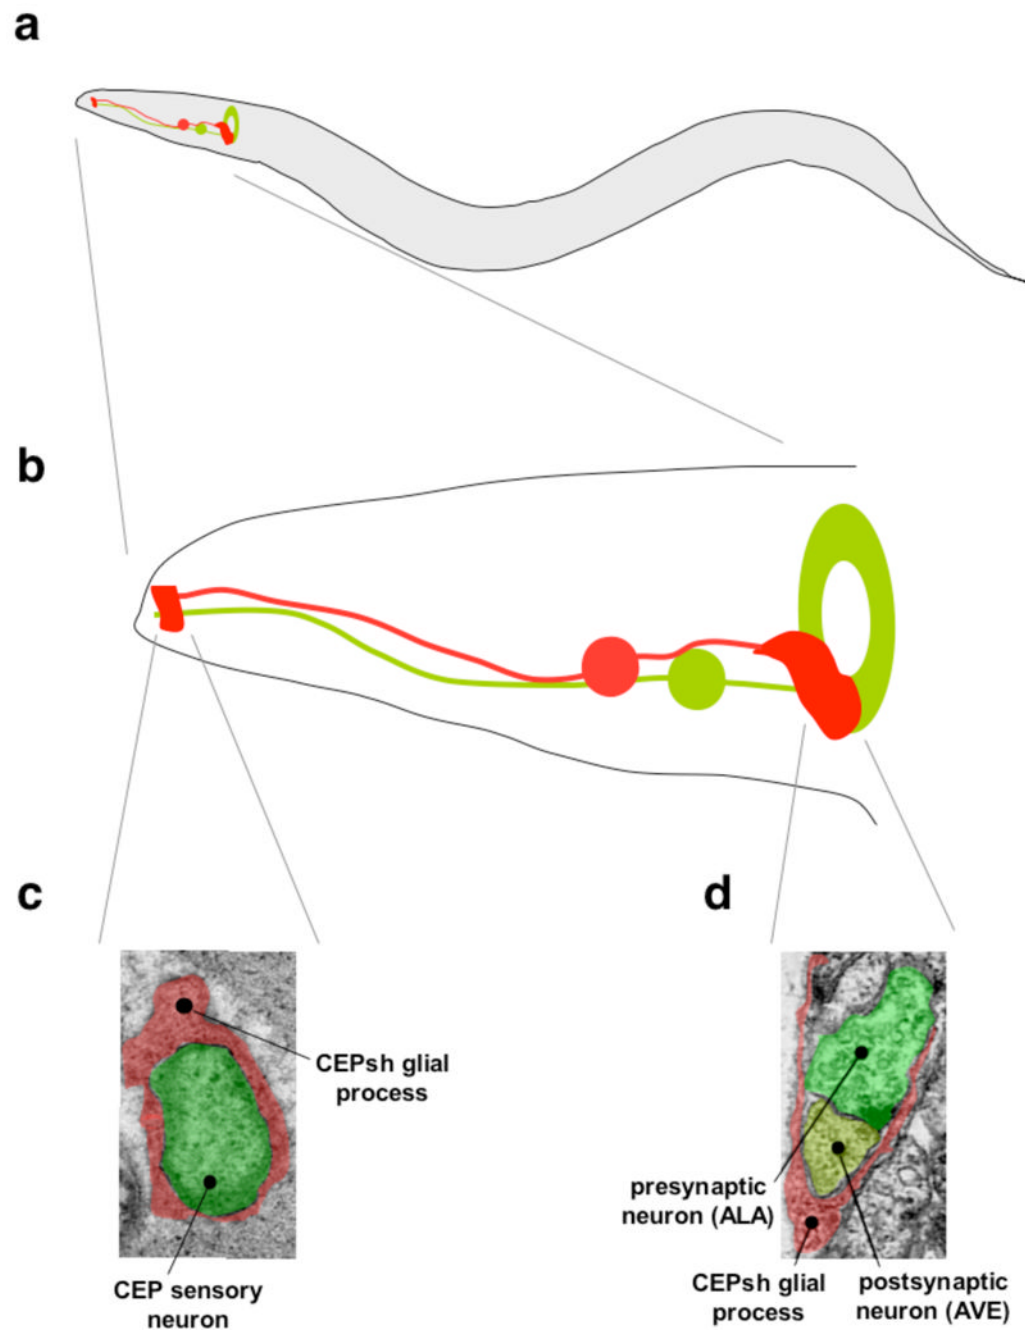 a
b
c
d
CEPsh glial
process
CEP sensory
neuron
presynaptic
neuron (ALA)
CEPsh glial
process
postsynaptic
neuron (AVE)